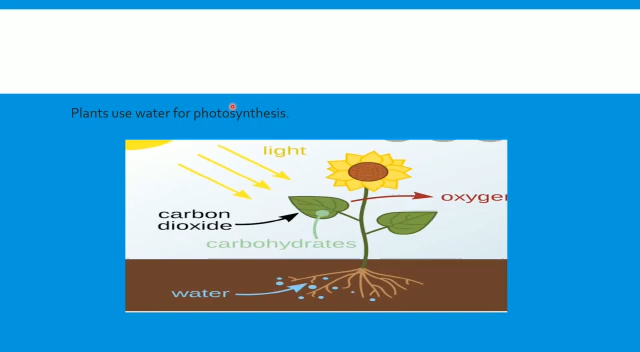 Plants use water for photosynthesis.
light
oxygen
carbon
dioxide
carbohydrates
water